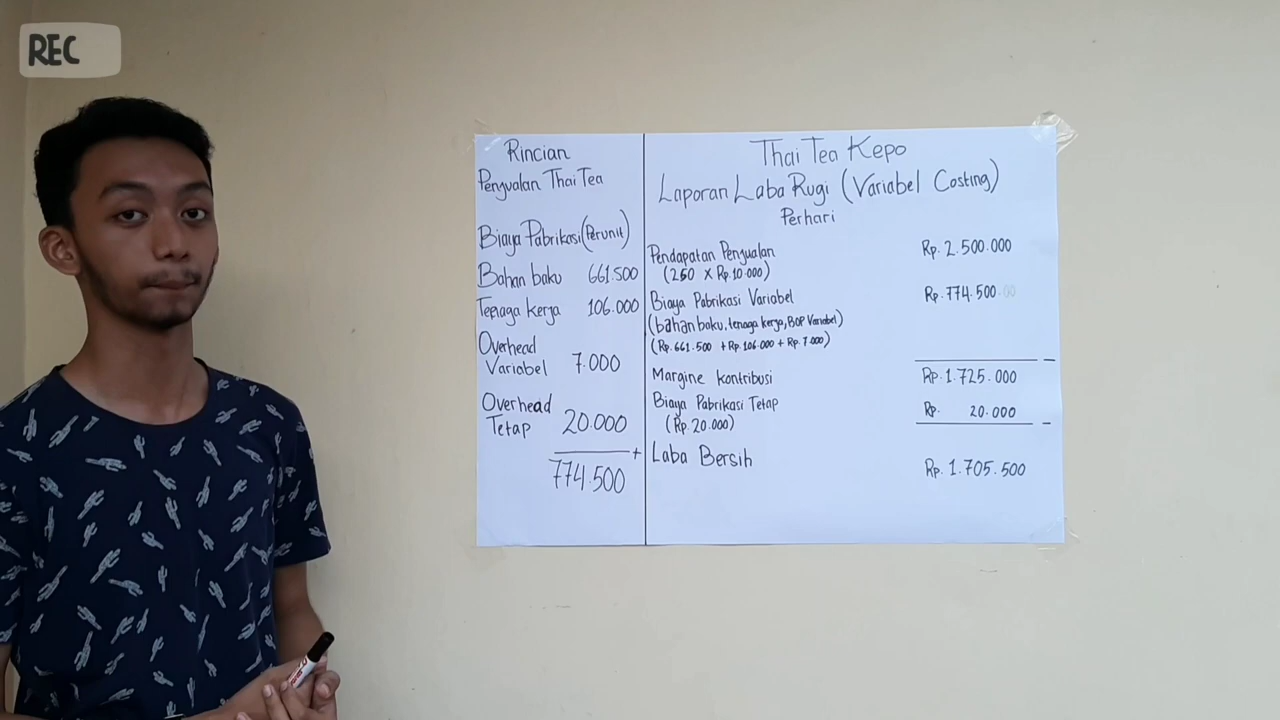 REC
Rincian
Penjualan Thai Tea
Biaya Pabrikasi (Perunit)
Bahan baku 661.500
Tenaga kerja 106.000
Overhead
Variabel 7.000
Overhead
Tetap 20.000
+
774.500
Thai Tea Kepo
Laporan Laba Rugi (Variabel Costing)
Perhari
Pendapatan Penjualan Rp. 2.500.000
(250 x Rp.10.000)
Biaya Pabrikasi Variabel Rp.774.500
(bahan baku, tenaga kerja, BOP Variabel)
(Rp.661.500 + Rp.106.000 + Rp.7.000)
-
Margine kontribusi Rp.1.725.000
Biaya Pabrikasi Tetap Rp. 20.000
(Rp.20.000)
-
Laba Bersih Rp.1.705.500